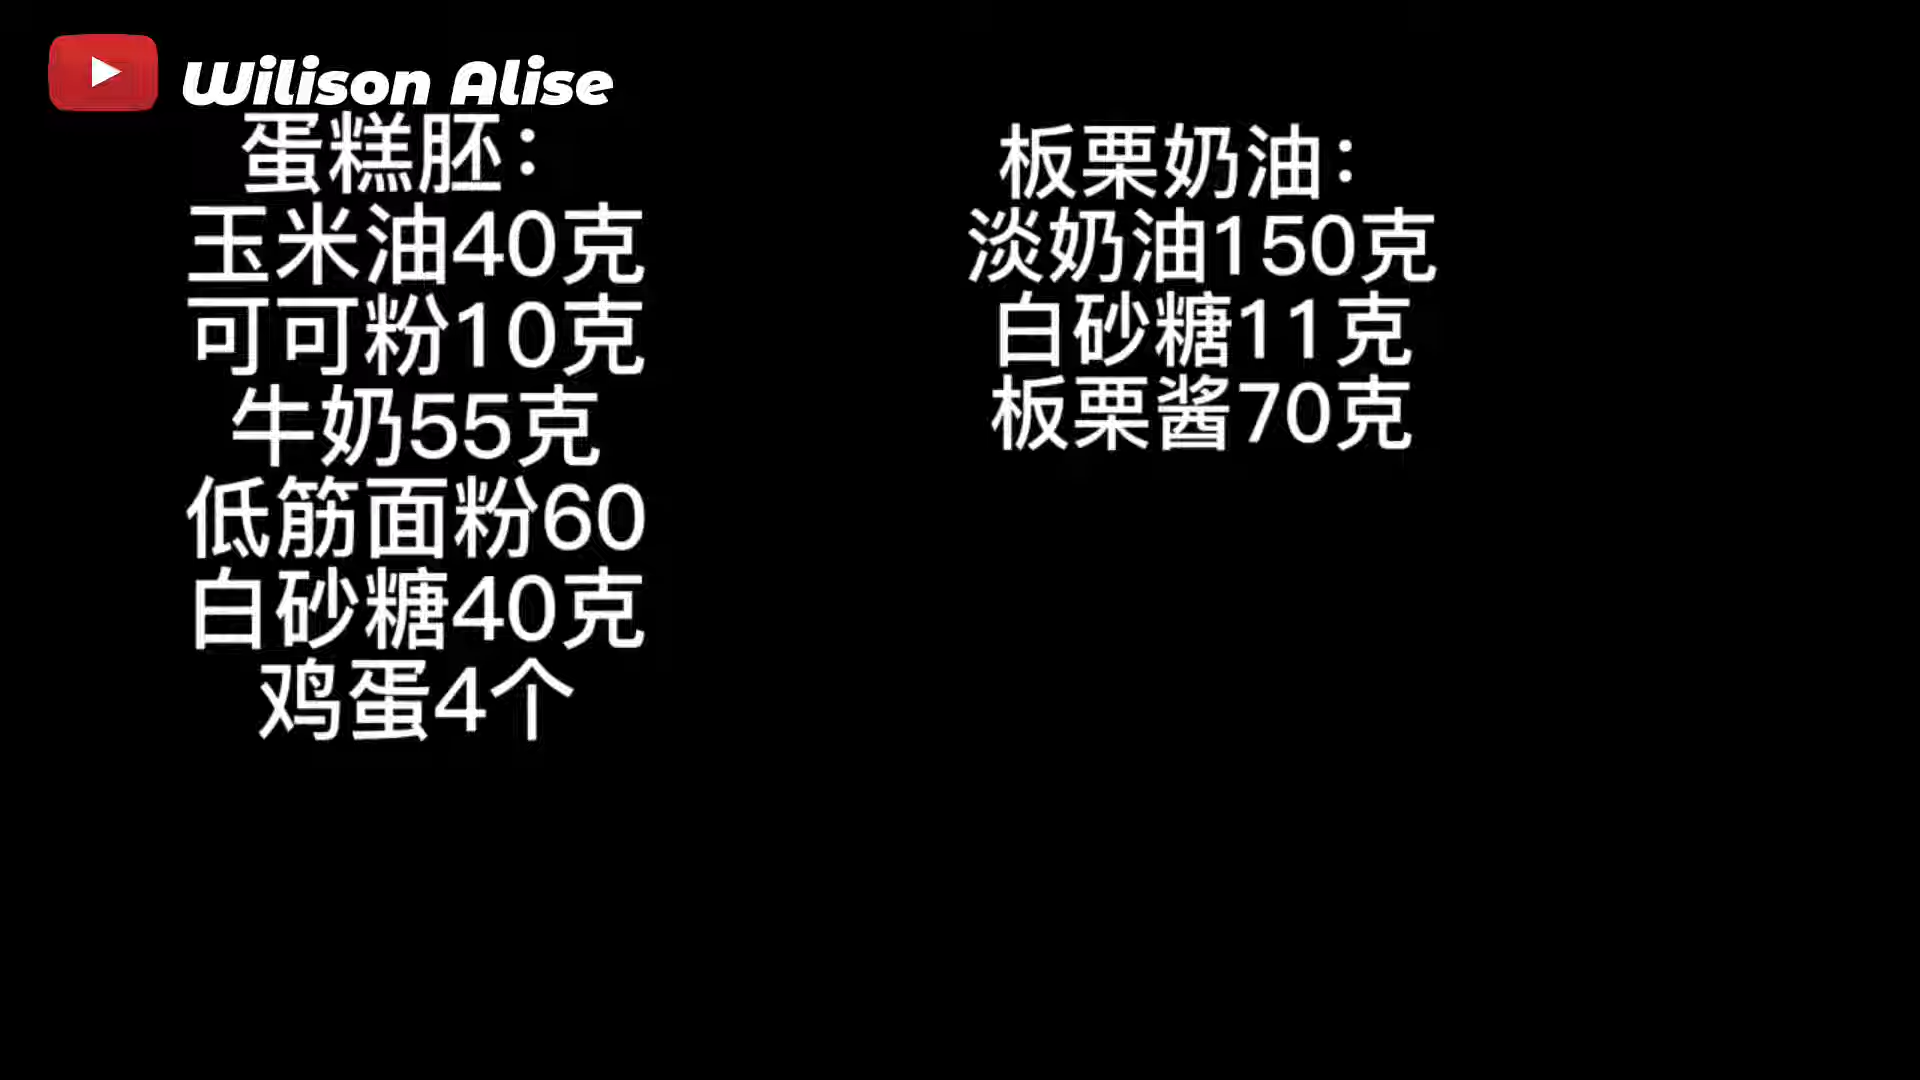 Wilison Alise
蛋糕胚：
玉米油40克
可可粉10克
牛奶55克
低筋面粉60
白砂糖40克
鸡蛋4个
板栗奶油：
淡奶油150克
白砂糖11克
板栗酱70克